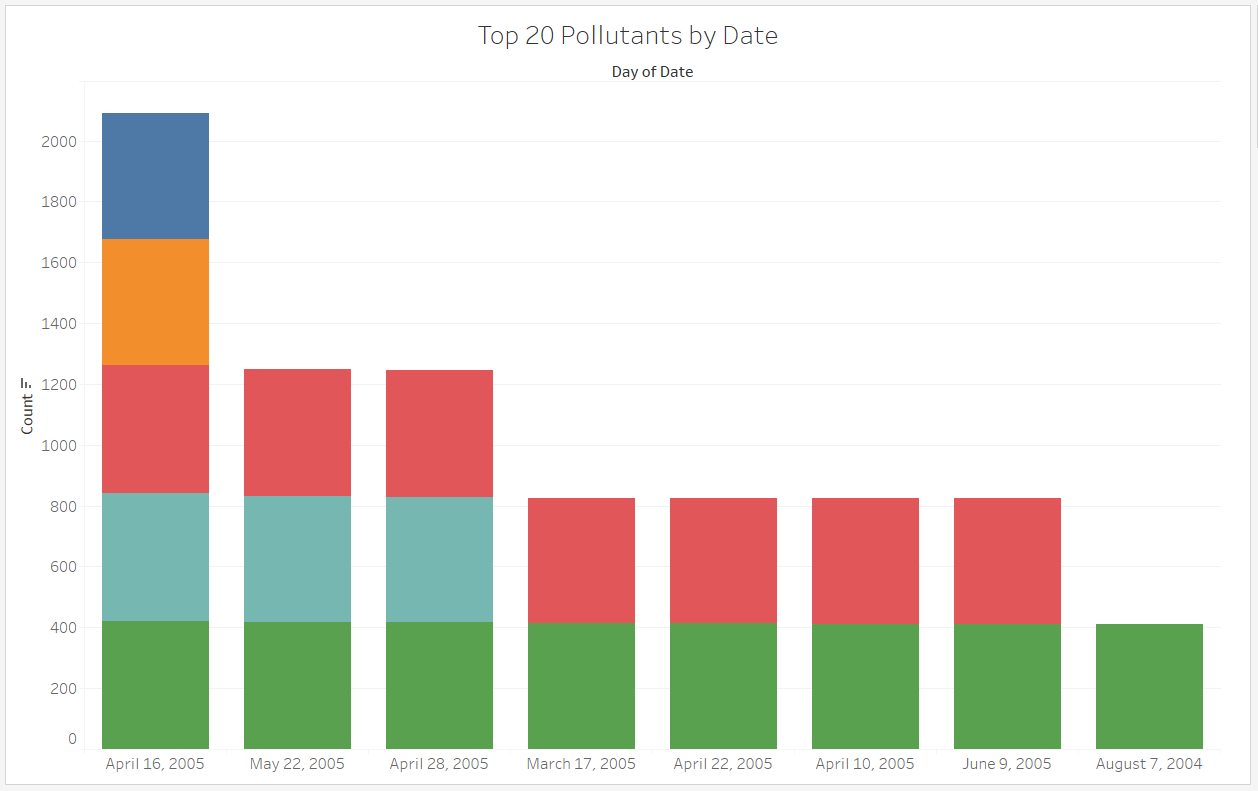 Top 20 Pollutants by Date
Day of Date
Count
2000
1800
1600
1400
1200
1000
800
600
400
200
0
April 16, 2005
May 22, 2005
April 28, 2005
March 17, 2005
April 22, 2005
April 10, 2005
June 9, 2005
August 7, 2004